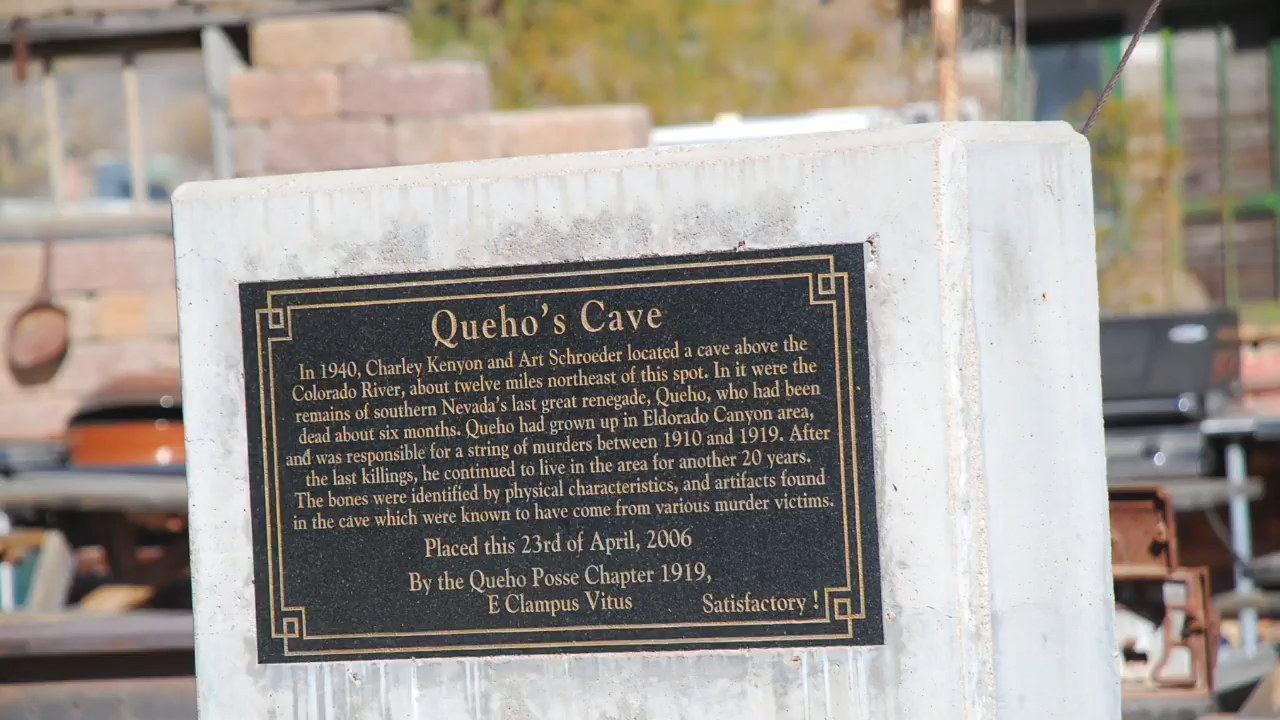 Queho's Cave
In 1940, Charley Kenyon and Art Schroeder located a cave above the
Colorado River, about twelve miles northeast of this spot. In it were the
remains of southern Nevada's last great renegade, Queho, who had been
dead about six months. Queho had grown up in Eldorado Canyon area,
and was responsible for a string of murders between 1910 and 1919. After
the last killings, he continued to live in the area for another 20 years.
The bones were identified by physical characteristics, and artifacts found
in the cave which were known to have come from various murder victims.
Placed this 23rd of April, 2006
By the Queho Posse Chapter 1919,
E Clampus Vitus Satisfactory !